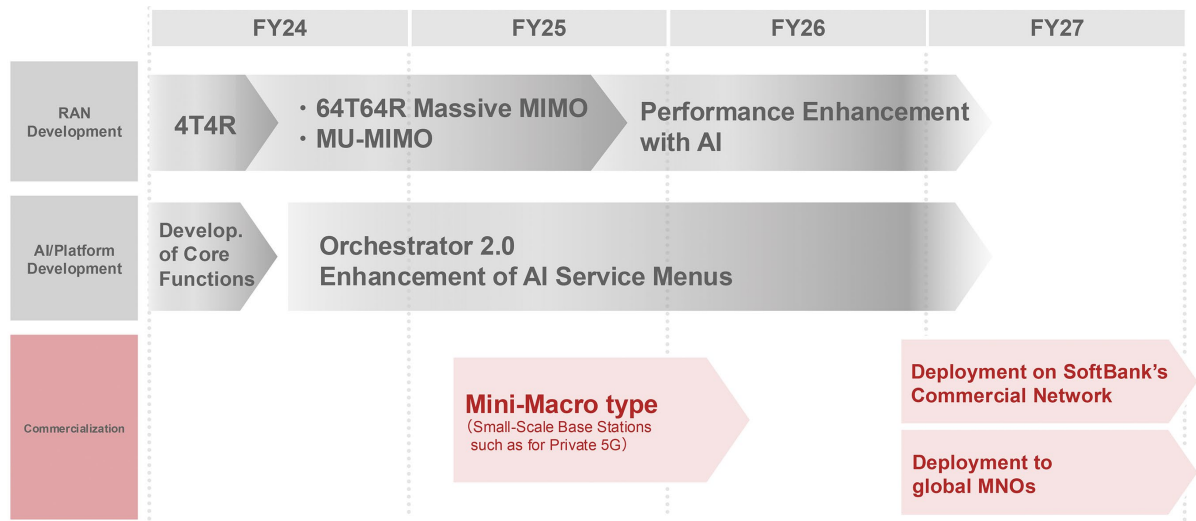 FY24
FY25
FY26
FY27
RAN
Development
4T4R
・64T64R Massive MIMO
・MU-MIMO
Performance Enhancement
with AI
AI/Platform
Development
Develop.
of Core
Functions
Orchestrator 2.0
Enhancement of AI Service Menus
Commercialization
Mini-Macro type
（Small-Scale Base Stations
such as for Private 5G）
Deployment on SoftBank’s
Commercial Network
Deployment to
global MNOs